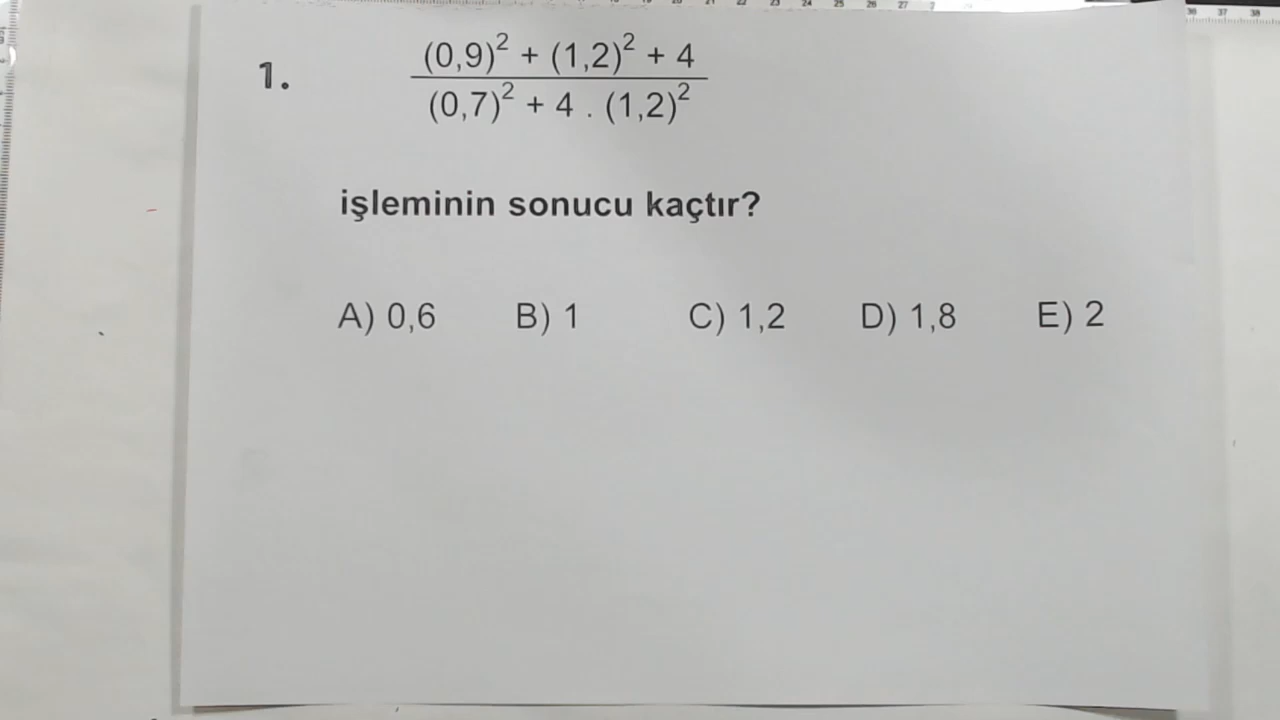 1.
(0,9)² + (1,2)² + 4
(0,7)² + 4 . (1,2)²
işleminin sonucu kaçtır?
A) 0,6 B) 1 C) 1,2 D) 1,8 E) 2